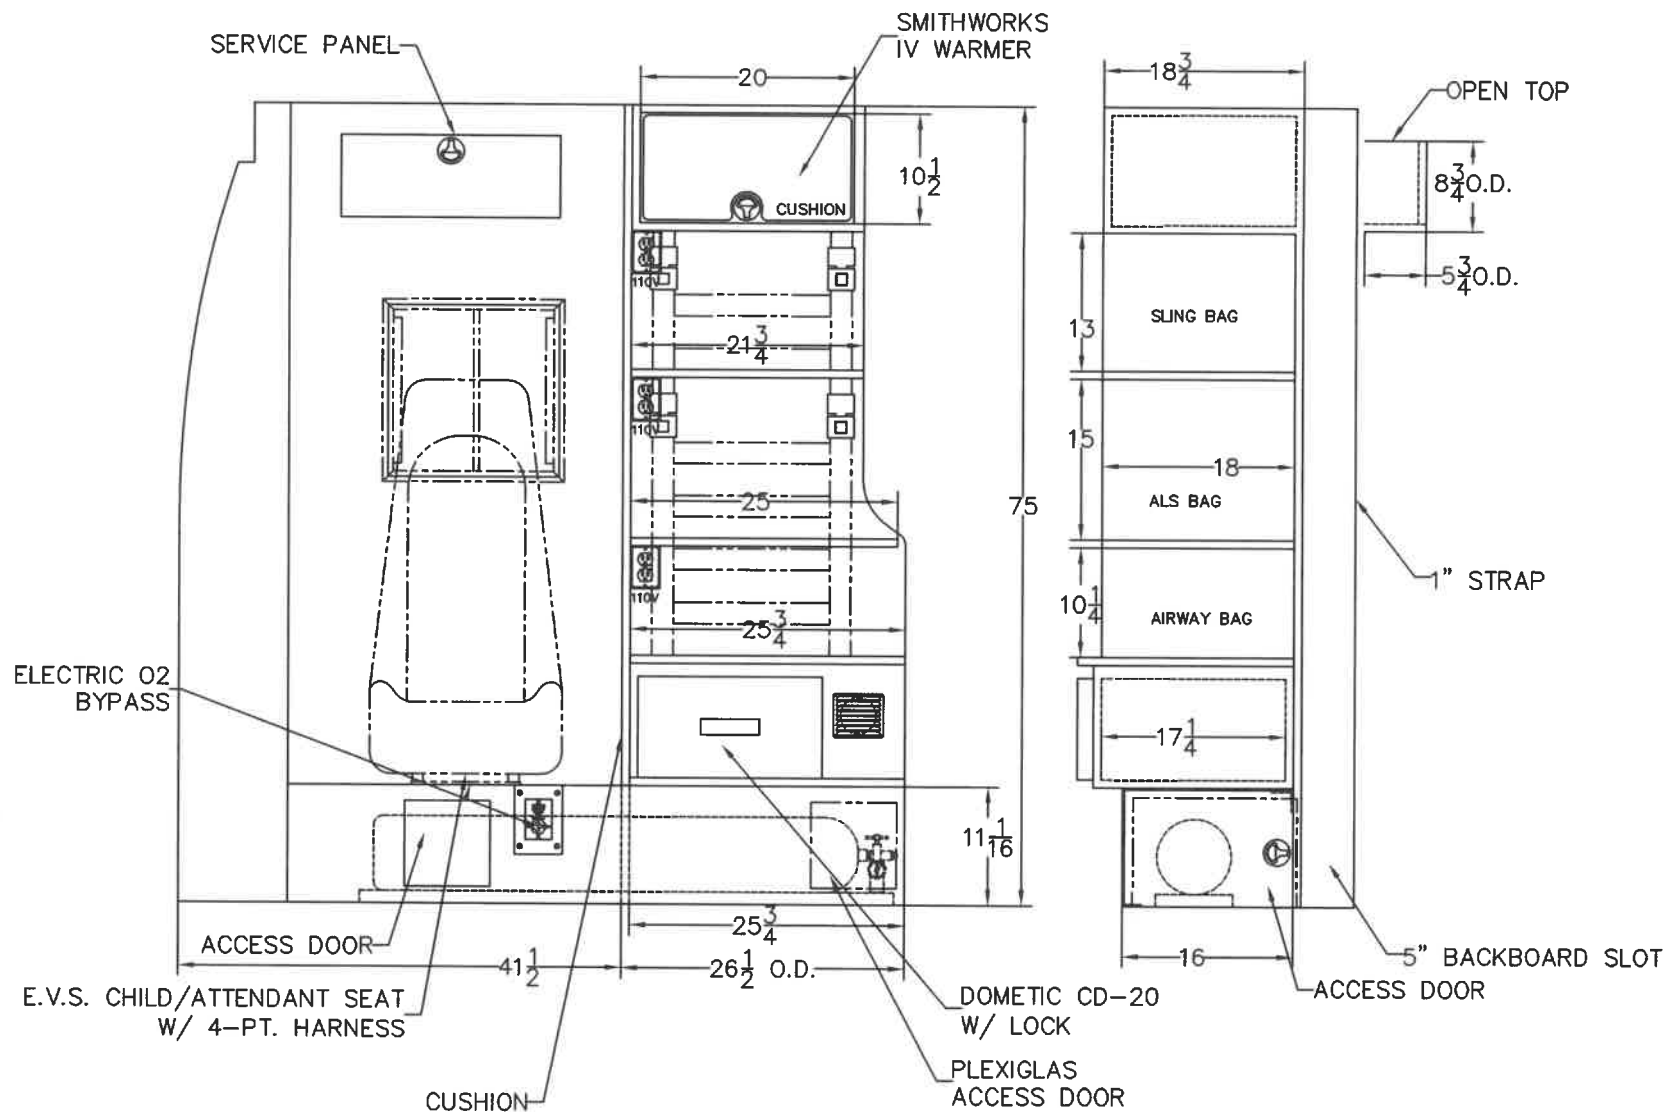 SERVICE PANEL
SMITHWORKS
IV WARMER
20
18 3/4
OPEN TOP
10 1/2
CUSHION
8 3/4 O.D.
5 3/4 O.D.
110V
21 3/4
13
SLING BAG
110V
15
18
25
75
ALS BAG
1" STRAP
110V
10 1/4
AIRWAY BAG
25 3/4
ELECTRIC O2
BYPASS
17 1/4
11 1/16
25 3/4
ACCESS DOOR
41 1/2
26 1/2 O.D.
16
5" BACKBOARD SLOT
ACCESS DOOR
E.V.S. CHILD/ATTENDANT SEAT
W/ 4-PT. HARNESS
DOMETIC CD-20
W/ LOCK
PLEXIGLAS
ACCESS DOOR
CUSHION